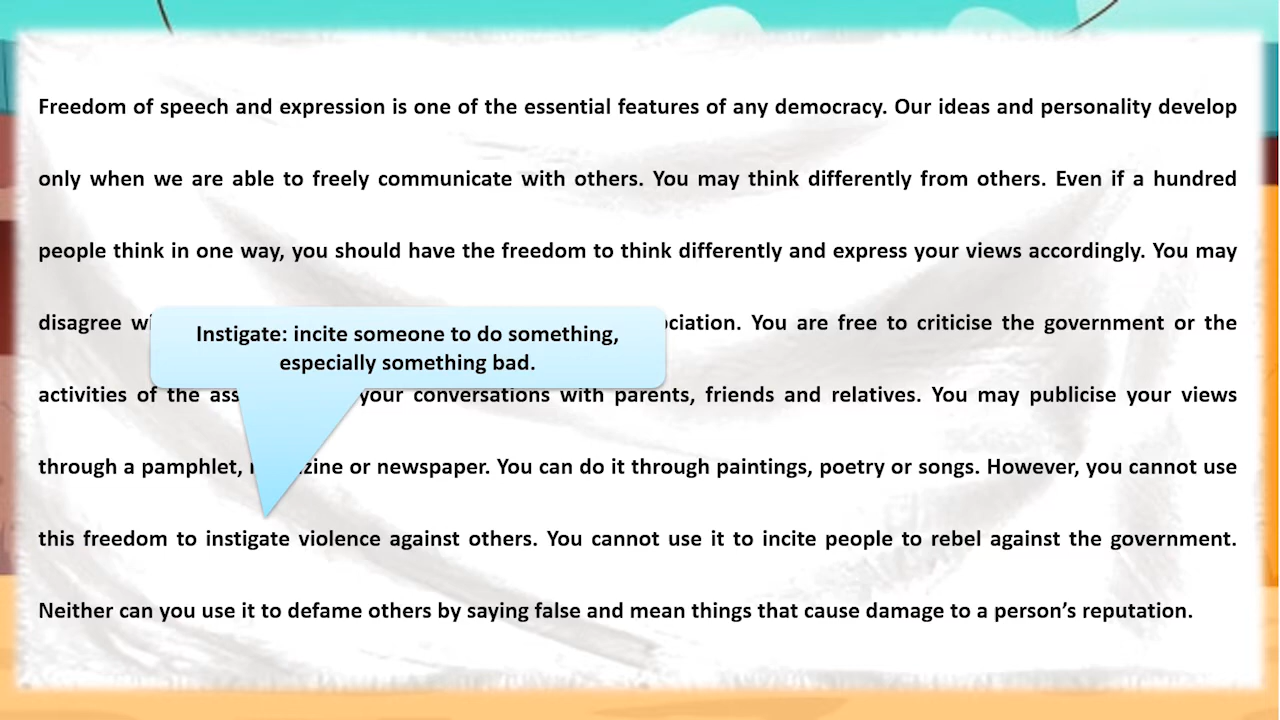 Freedom of speech and expression is one of the essential features of any democracy. Our ideas and personality develop
only when we are able to freely communicate with others. You may think differently from others. Even if a hundred
people think in one way, you should have the freedom to think differently and express your views accordingly. You may
disagree
You are free to criticise the government or the
Instigate: incite someone to do something,
especially something bad.
activities of the
your conversations with parents, friends and relatives. You may publicise your views
through a pamphlet,
or newspaper. You can do it through paintings, poetry or songs. However, you cannot use
this freedom to instigate violence against others. You cannot use it to incite people to rebel against the government.
Neither can you use it to defame others by saying false and mean things that cause damage to a person’s reputation.